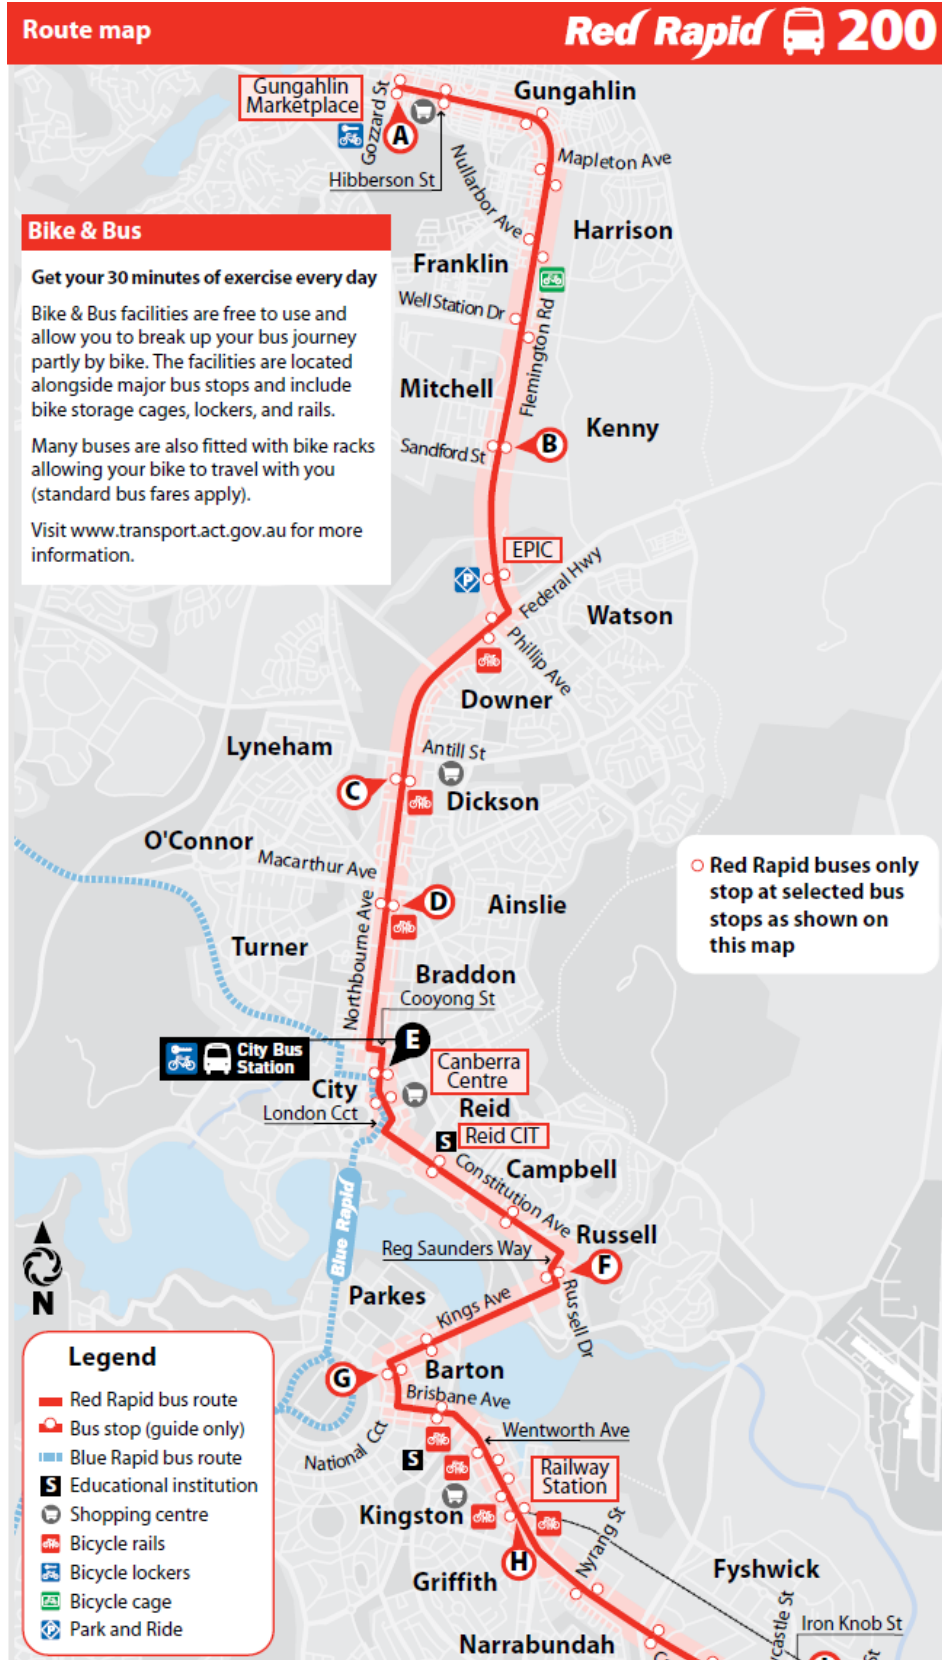 Route map
Red Rapid 200
Gungahlin
Marketplace
Gozzard St
A
Gungahlin
Hibberson St
Nullarbor Ave
Mapleton Ave
Bike & Bus
Get your 30 minutes of exercise every day
Bike & Bus facilities are free to use and
allow you to break up your bus journey
partly by bike. The facilities are located
alongside major bus stops and include
bike storage cages, lockers, and rails.
Many buses are also fitted with bike racks
allowing your bike to travel with you
(standard bus fares apply).
Visit www.transport.act.gov.au for more
information.
Harrison
Franklin
Well Station Dr
Flemington Rd
Mitchell
Kenny
Sandford St
B
EPIC
P
Federal Hwy
Watson
Phillip Ave
Downer
Lyneham
Antill St
C
Dickson
O'Connor
Macarthur Ave
Red Rapid buses only
stop at selected bus
stops as shown on
this map
D
Ainslie
Northbourne Ave
Turner
Braddon
Cooyong St
E
City Bus
Station
Canberra
Centre
City
London Cct
Reid
S
Reid CIT
Constitution Ave
Campbell
Blue Rapid
Russell
Reg Saunders Way
F
Russell Dr
N
Parkes
Kings Ave
G
Barton
Brisbane Ave
National Cct
Wentworth Ave
S
Railway
Station
Kingston
Nyrang St
H
Griffith
Fyshwick
Iron Knob St
Narrabundah
Legend
Red Rapid bus route
Bus stop (guide only)
Blue Rapid bus route
S Educational institution
Shopping centre
Bicycle rails
Bicycle lockers
Bicycle cage
P Park and Ride